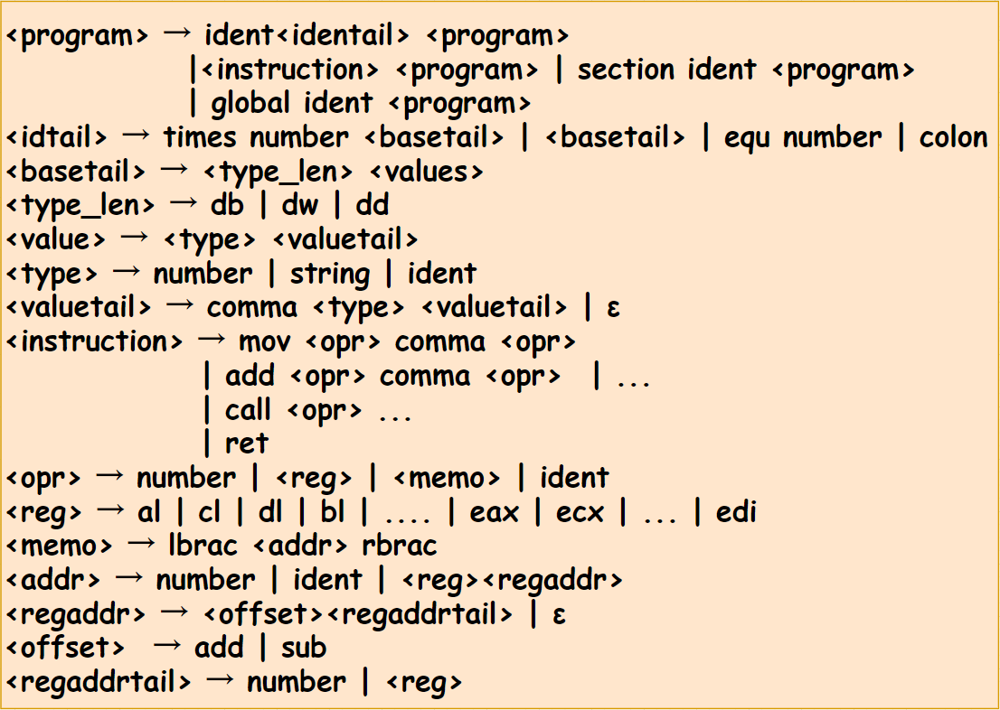 <program> → ident<identail> <program>
|<instruction> <program> | section ident <program>
| global ident <program>
<idtail> → times number <basetail> | <basetail> | equ number | colon
<basetail> → <type_len> <values>
<type_len> → db | dw | dd
<value> → <type> <valuetail>
<type> → number | string | ident
<valuetail> → comma <type> <valuetail> | ε
<instruction> → mov <opr> comma <opr>
| add <opr> comma <opr> | ...
| call <opr> ...
| ret
<opr> → number | <reg> | <memo> | ident
<reg> → al | cl | dl | bl | .... | eax | ecx | ... | edi
<memo> → lbrac <addr> rbrac
<addr> → number | ident | <reg><regaddr>
<regaddr> → <offset><regaddrtail> | ε
<offset> → add | sub
<regaddrtail> → number | <reg>